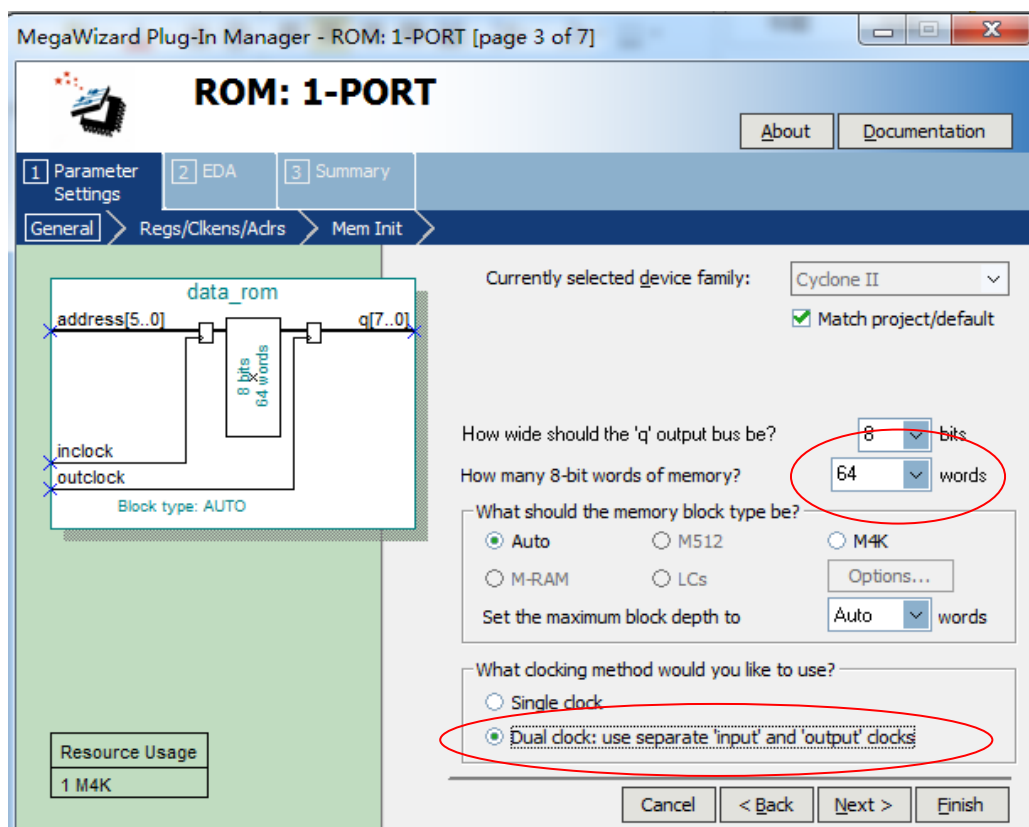 MegaWizard Plug-In Manager - ROM: 1-PORT [page 3 of 7]
ROM: 1-PORT
About
Documentation
1 Parameter Settings
2 EDA
3 Summary
General
Regs/Clkens/Aclrs
Mem Init
Currently selected device family:
Cyclone II
Match project/default
data_rom
address[5..0]
q[7..0]
8 bits
64 words
inclock
outclock
Block type: AUTO
How wide should the 'q' output bus be?
8
bits
How many 8-bit words of memory?
64
words
What should the memory block type be?
Auto
M512
M4K
M-RAM
LCs
Options...
Set the maximum block depth to
Auto
words
What clocking method would you like to use?
Single clock
Dual clock: use separate 'input' and 'output' clocks
Resource Usage
1 M4K
Cancel
< Back
Next >
Finish